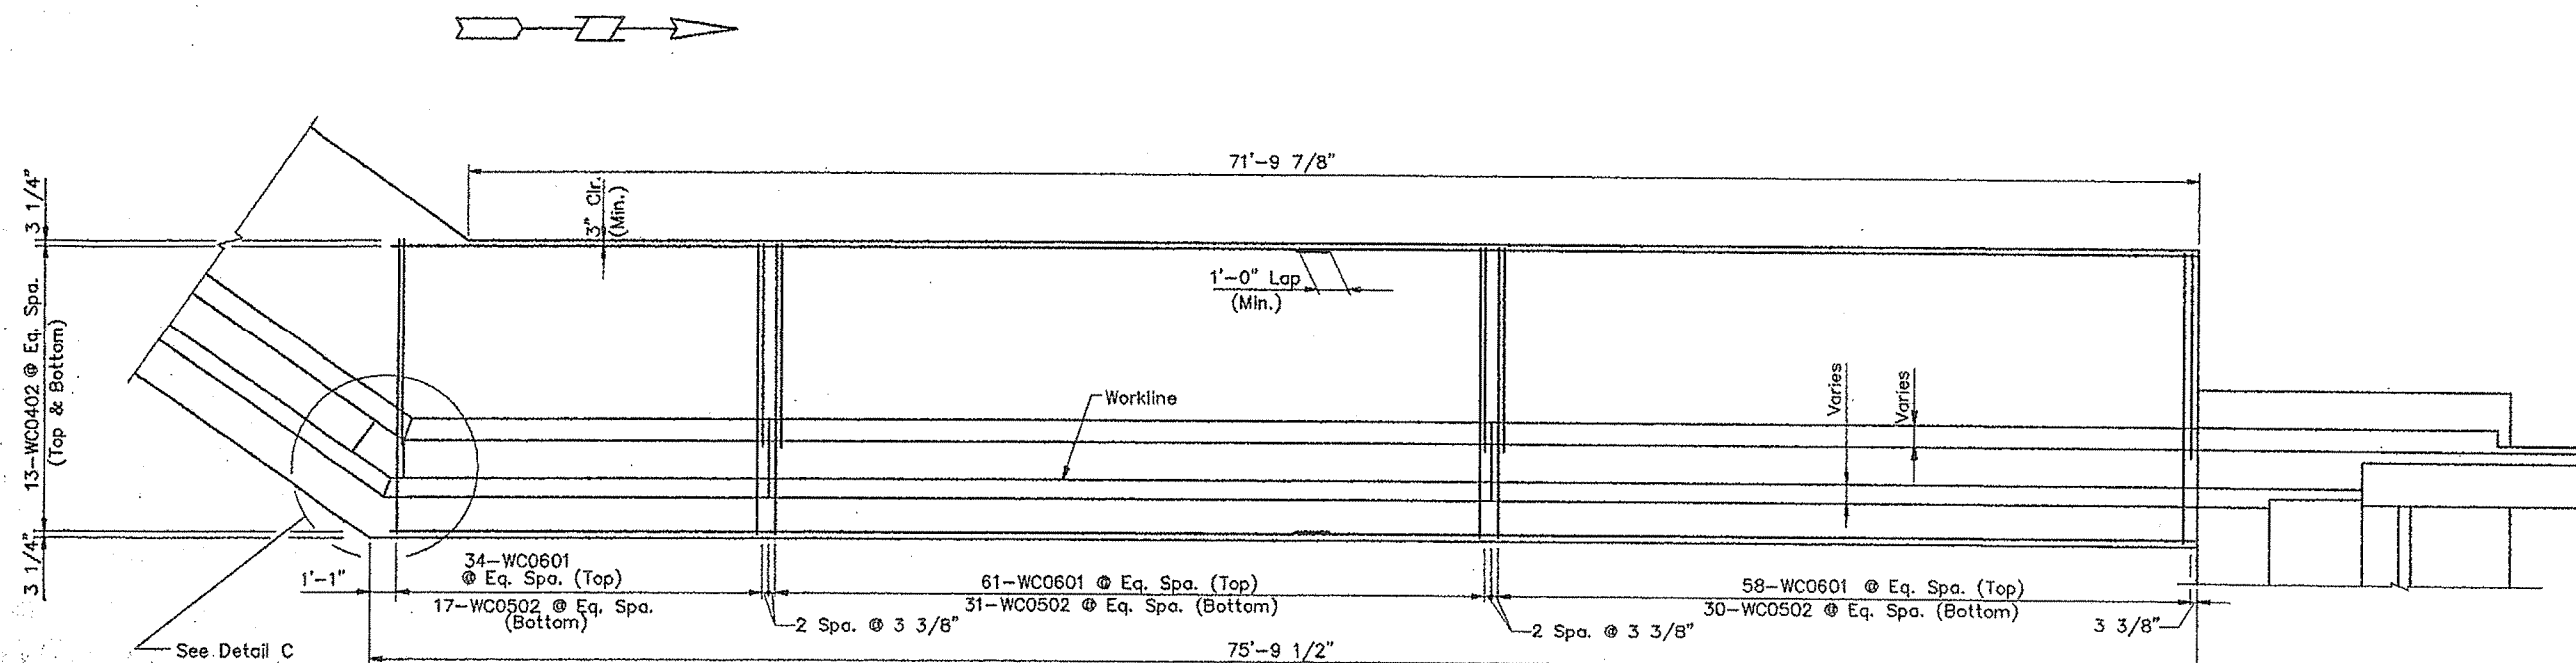 71'-9 7/8"
3 1/4"
3" Clr.
(Min.)
13-WC0402 @ Eq. Spa.
(Top & Bottom)
1'-0" Lap
(Min.)
Workline
Varies
Varies
3 1/4"
1'-1"
34-WC0601
@ Eq. Spa. (Top)
17-WC0502 @ Eq. Spa.
(Bottom)
61-WC0601 @ Eq. Spa. (Top)
31-WC0502 @ Eq. Spa. (Bottom)
58-WC0601 @ Eq. Spa. (Top)
30-WC0502 @ Eq. Spa. (Bottom)
2 Spa. @ 3 3/8"
2 Spa. @ 3 3/8"
3 3/8"
See Detail C
75'-9 1/2"